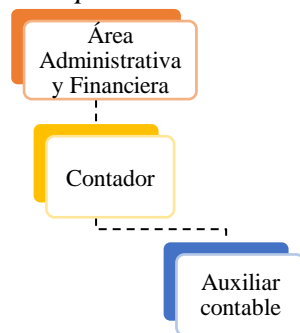 Área
Administrativa
y Financiera
Contador
Auxiliar
contable